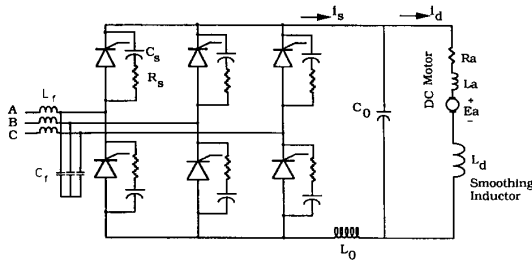 i_s
i_d
C_s
R_s
L_f
A
B
C
C_f
C_0
DC Motor
Ra
La
+
Ea
-
L_d
Smoothing
Inductor
L_0